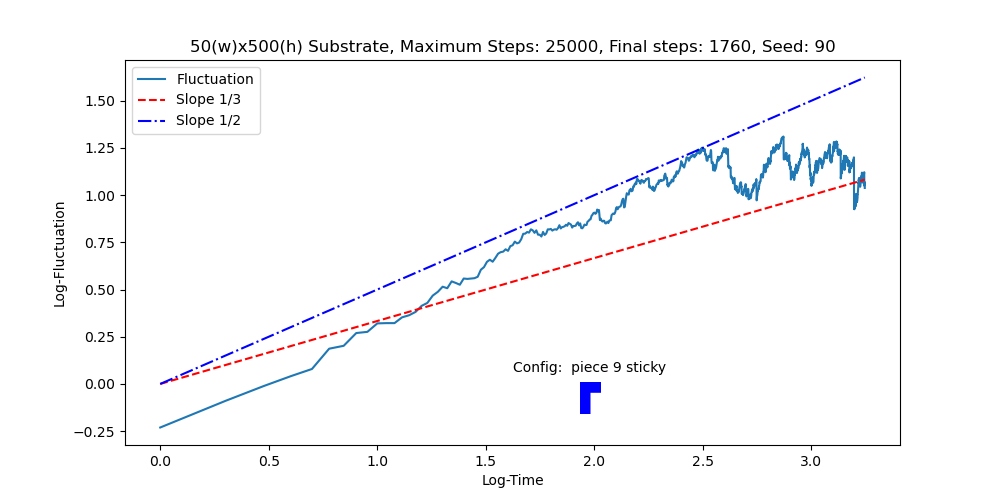 50(w)x500(h) Substrate, Maximum Steps: 25000, Final steps: 1760, Seed: 90
Fluctuation
Slope 1/3
Slope 1/2
1.50
1.25
1.00
0.75
0.50
0.25
0.00
−0.25
Log-Fluctuation
Config:  piece 9 sticky
0.0 0.5 1.0 1.5 2.0 2.5 3.0
Log-Time